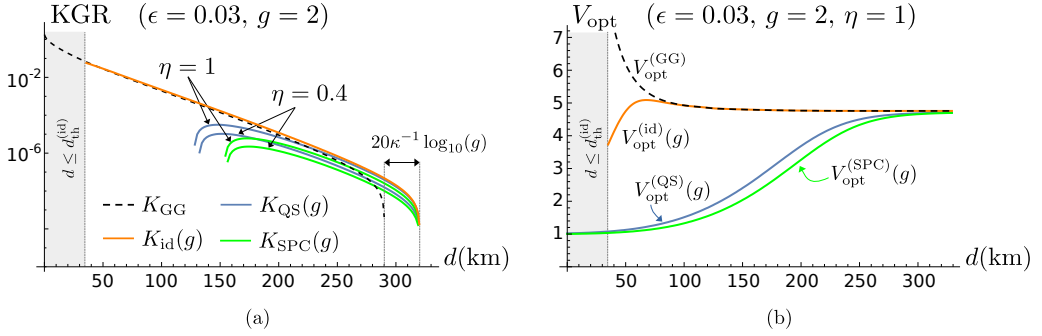 KGR (ϵ = 0.03, g = 2)
10^-2
10^-6
d ≤ d_th^(id)
η = 1
η = 0.4
20κ^-1 log_10(g)
K_GG
K_QS(g)
K_id(g)
K_SPC(g)
50 100 150 200 250 300
d(km)
(a)
V_opt (ϵ = 0.03, g = 2, η = 1)
7
6
5
4
3
2
1
d ≤ d_th^(id)
V_opt^(GG)
V_opt^(id)(g)
V_opt^(QS)(g)
V_opt^(SPC)(g)
0 50 100 150 200 250 300
d(km)
(b)